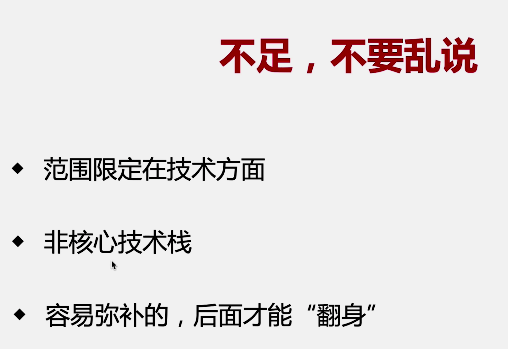 不足，不要乱说
范围限定在技术方面
非核心技术栈
容易弥补的，后面才能“翻身”